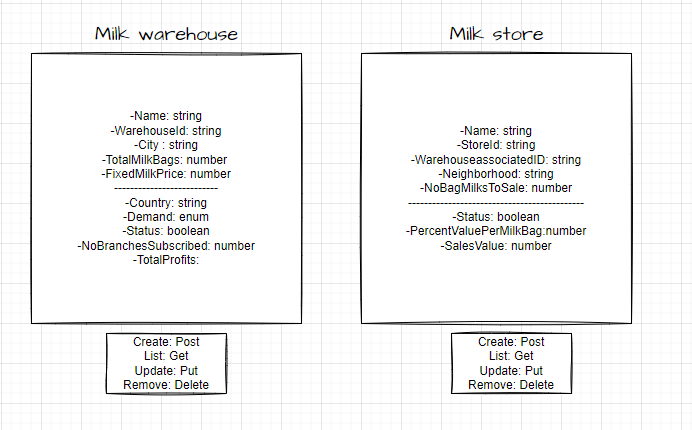 Milk warehouse
-Name: string
-WarehouseId: string
-City : string
-TotalMilkBags: number
-FixedMilkPrice: number
--------------------------
-Country: string
-Demand: enum
-Status: boolean
-NoBranchesSubscribed: number
-TotalProfits:
Create: Post
List: Get
Update: Put
Remove: Delete
Milk store
-Name: string
-StoreId: string
-WarehouseassociatedID: string
-Neighborhood: string
-NoBagMilksToSale: number
--------------------------------------------
-Status: boolean
-PercentValuePerMilkBag:number
-SalesValue: number
Create: Post
List: Get
Update: Put
Remove: Delete